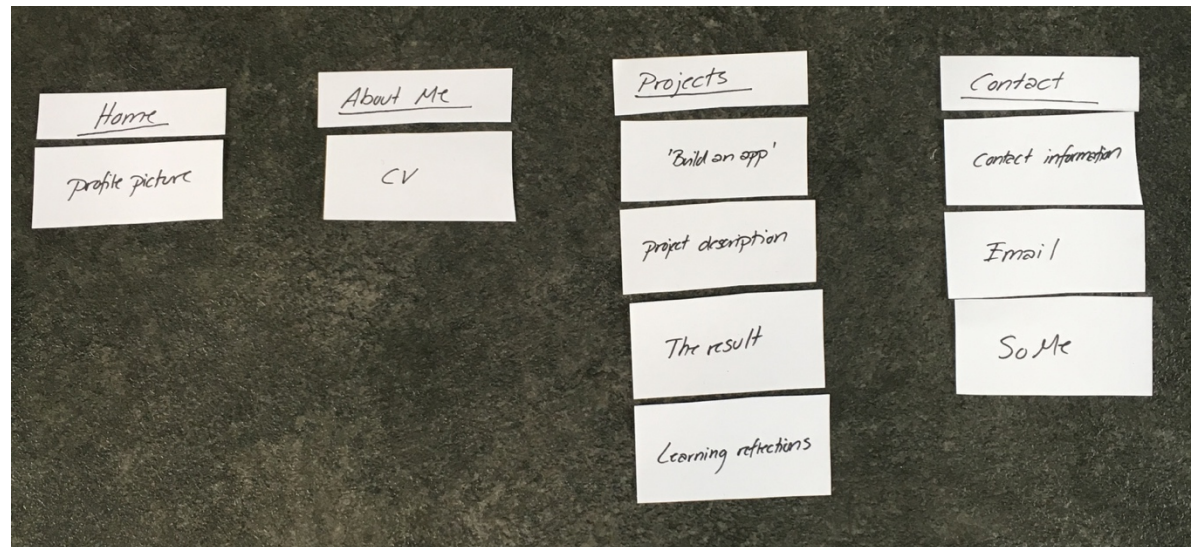 Home
profile picture
About Me
CV
Projects
'Build an app'
project description
The result
Learning reflections
Contact
Contact information
Email
SoMe